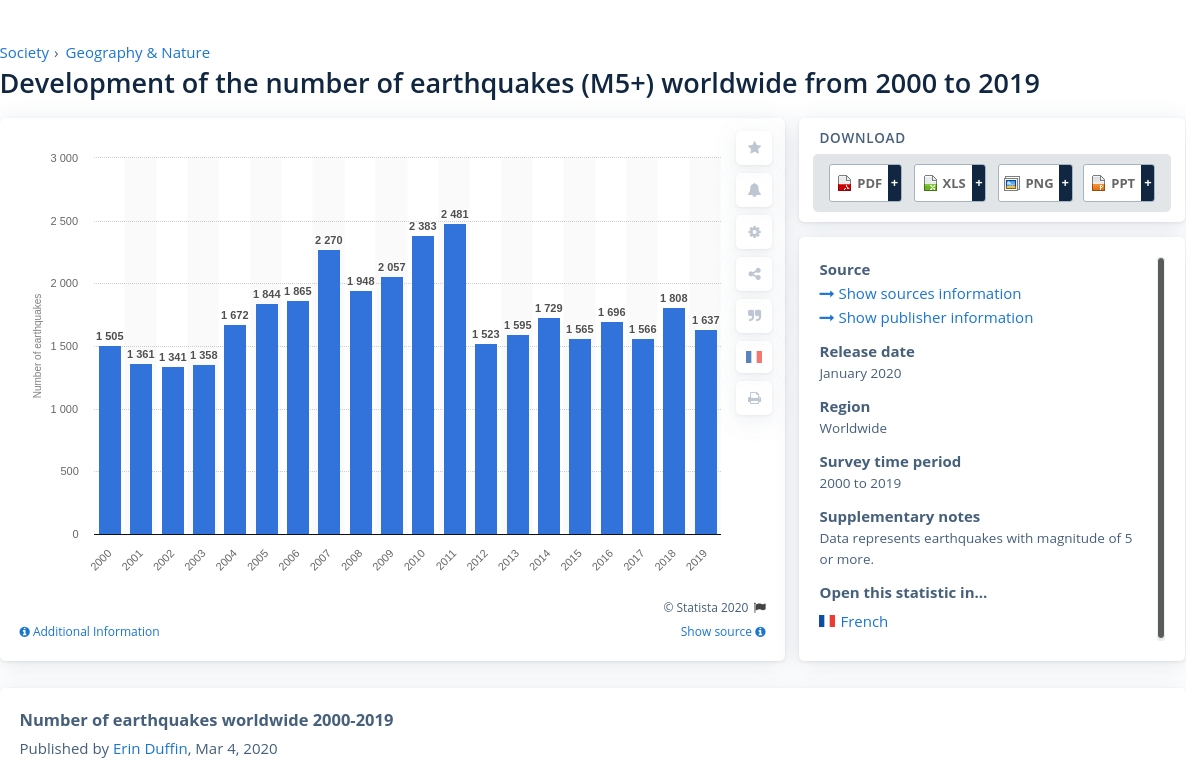 Society › Geography & Nature
Development of the number of earthquakes (M5+) worldwide from 2000 to 2019
3 000
2 500
2 000
1 500
1 000
500
0
Number of earthquakes
1 505
1 361
1 341
1 358
1 672
1 844
1 865
2 270
1 948
2 057
2 383
2 481
1 523
1 595
1 729
1 565
1 696
1 566
1 808
1 637
2000
2001
2002
2003
2004
2005
2006
2007
2008
2009
2010
2011
2012
2013
2014
2015
2016
2017
2018
2019
© Statista 2020
Additional Information
Show source
DOWNLOAD
PDF + XLS + PNG + PPT +
Source
Show sources information
Show publisher information
Release date
January 2020
Region
Worldwide
Survey time period
2000 to 2019
Supplementary notes
Data represents earthquakes with magnitude of 5
or more.
Open this statistic in...
French
Number of earthquakes worldwide 2000-2019
Published by Erin Duffin, Mar 4, 2020